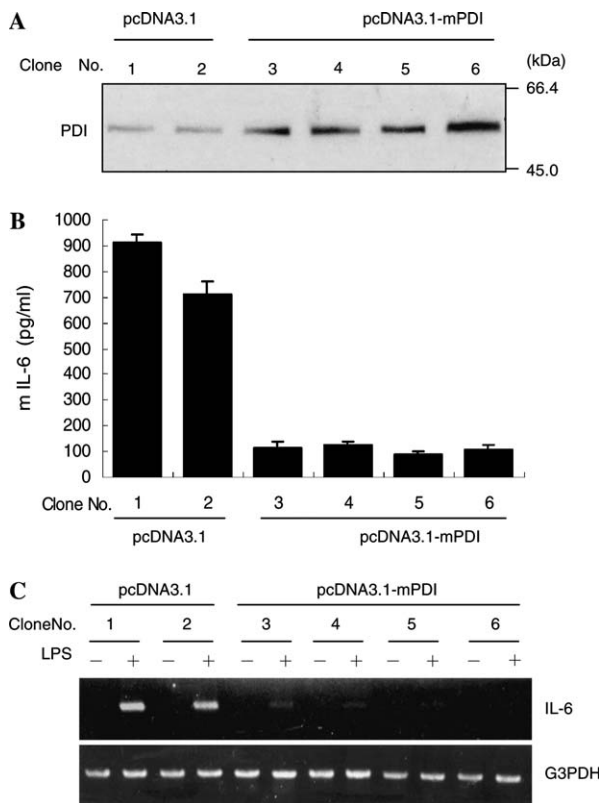 A
pcDNA3.1 pcDNA3.1-mPDI
Clone No. 1 2 3 4 5 6 (kDa)
66.4
PDI
45.0
B
1000
900
800
700
600
500
400
300
200
100
0
m IL-6 (pg/ml)
Clone No. 1 2 3 4 5 6
pcDNA3.1 pcDNA3.1-mPDI
C
pcDNA3.1 pcDNA3.1-mPDI
CloneNo. 1 2 3 4 5 6
LPS − + − + − + − + − + − +
IL-6
G3PDH